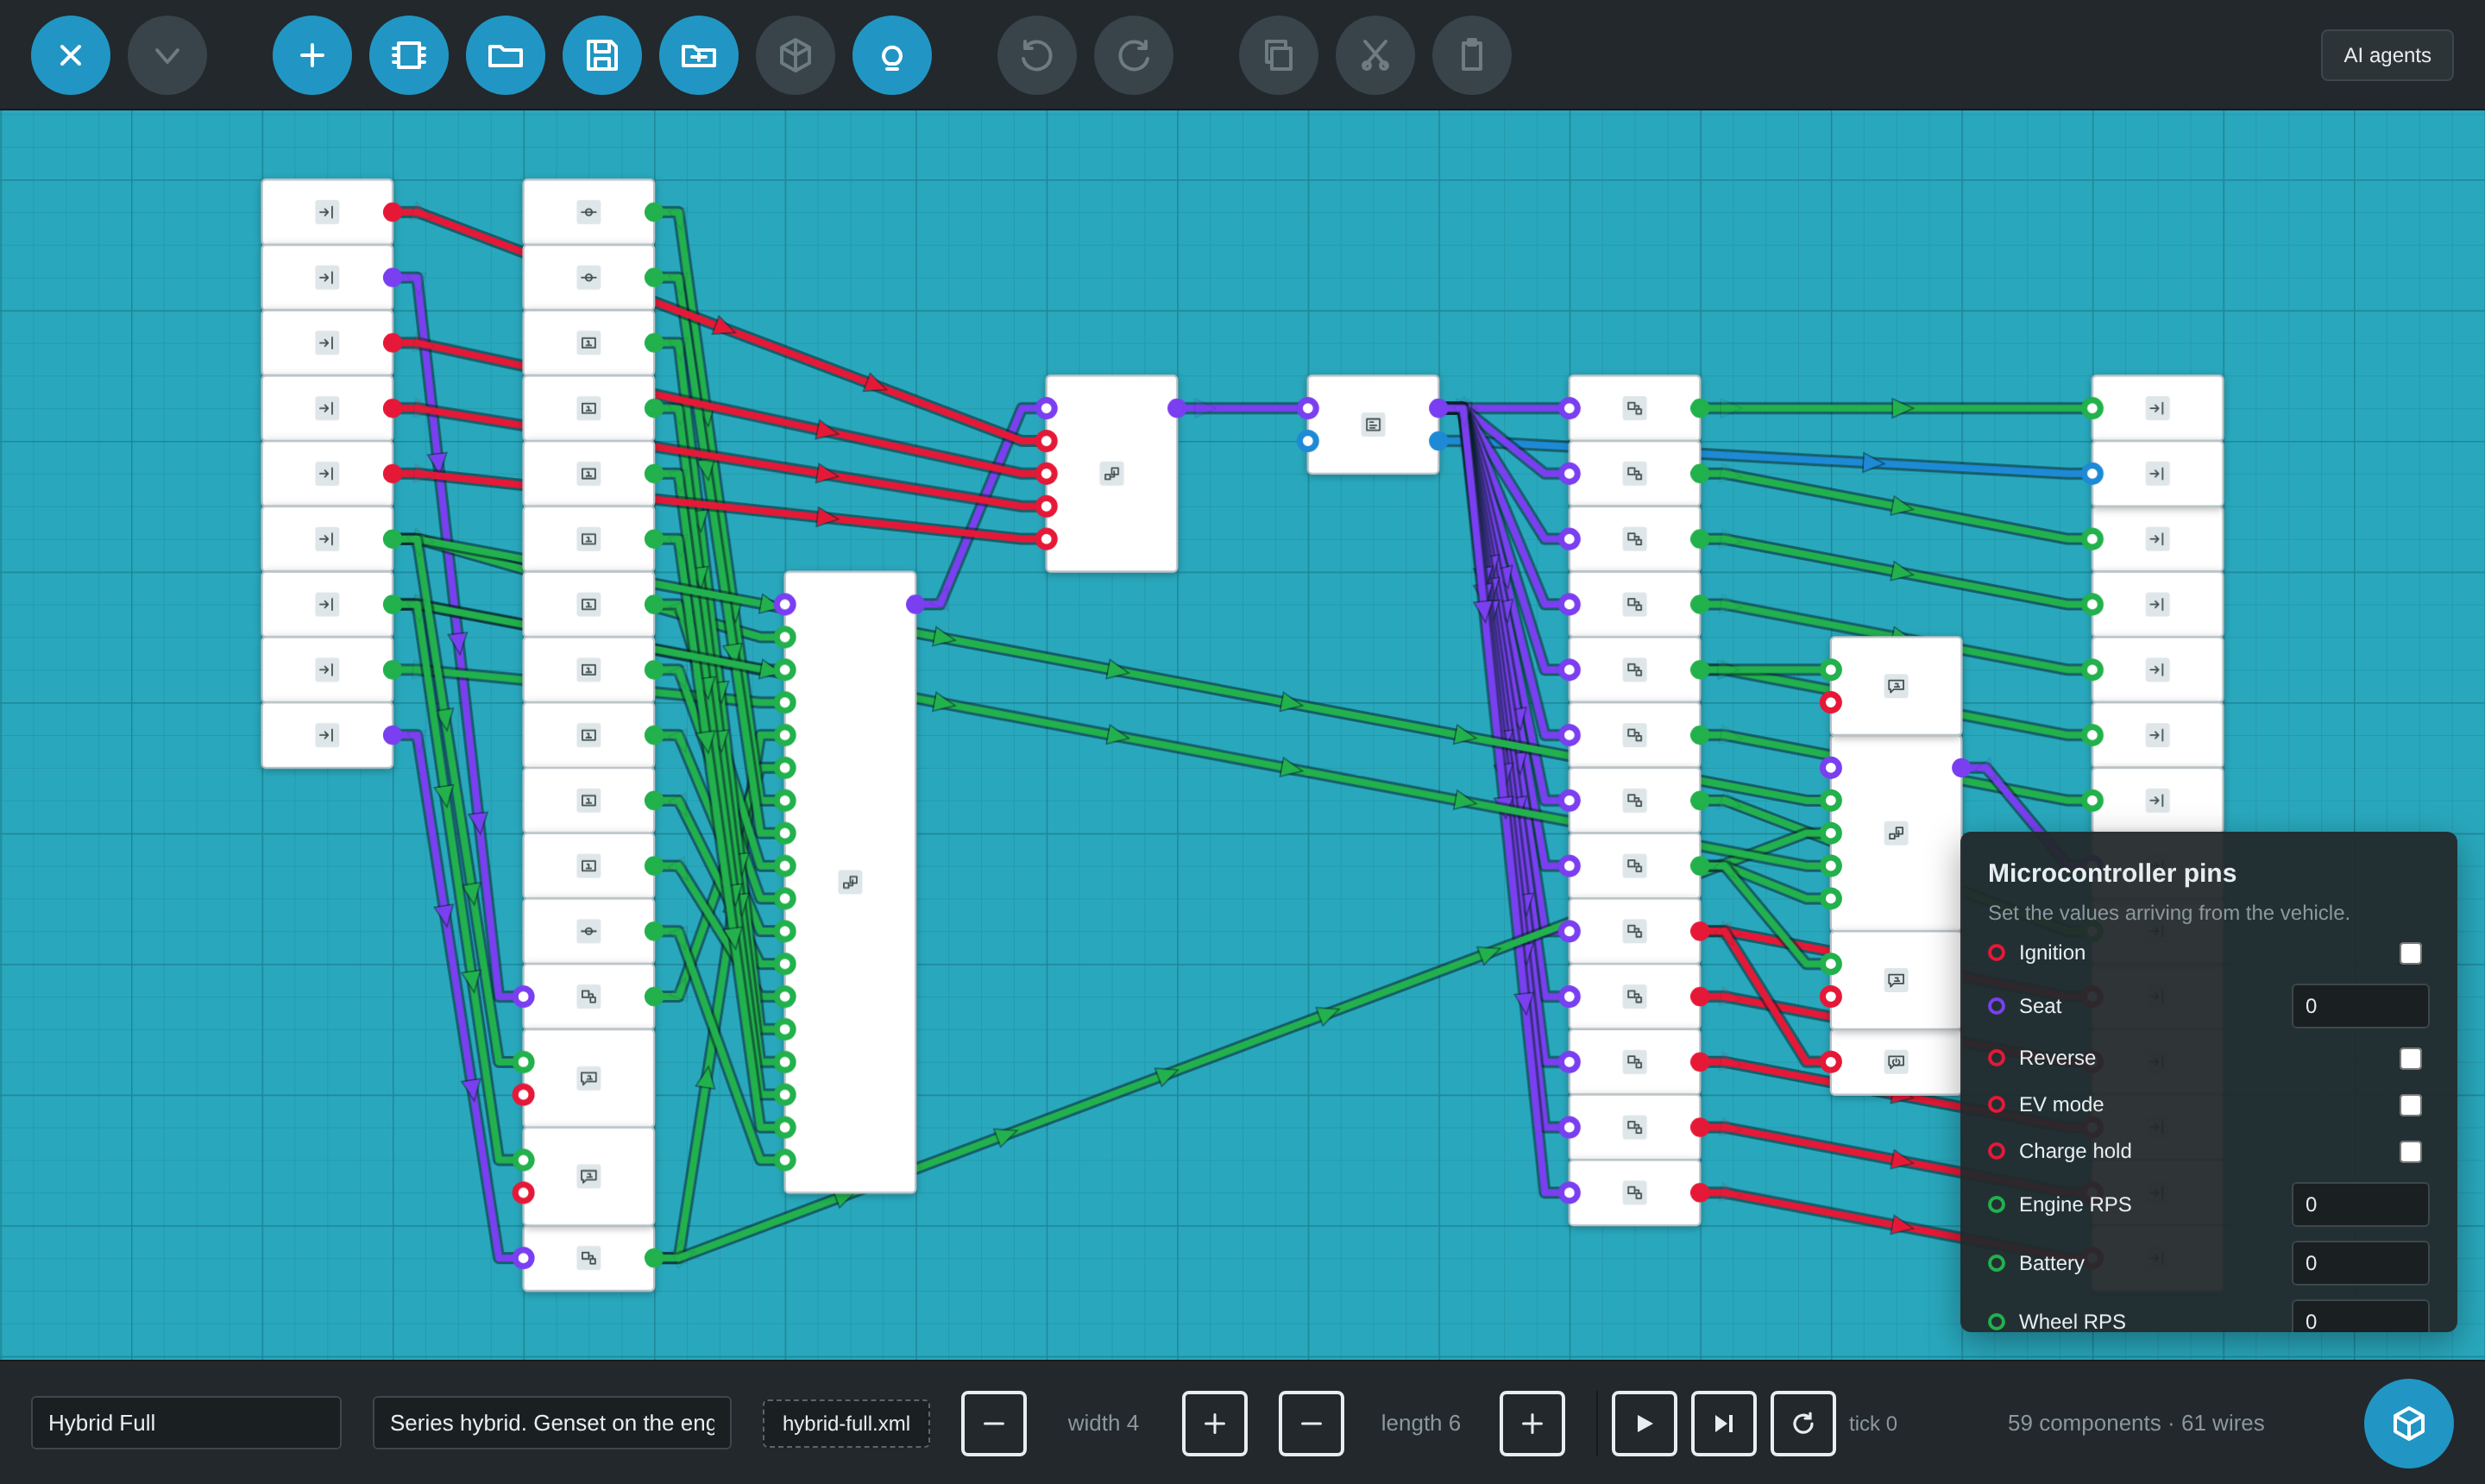 AI agents
Microcontroller pins
Set the values arriving from the vehicle.
Ignition
Seat 0
Reverse
EV mode
Charge hold
Engine RPS 0
Battery 0
Wheel RPS 0
Hybrid Full
Series hybrid. Genset on the eng
hybrid-full.xml
width 4
length 6
tick 0
59 components · 61 wires